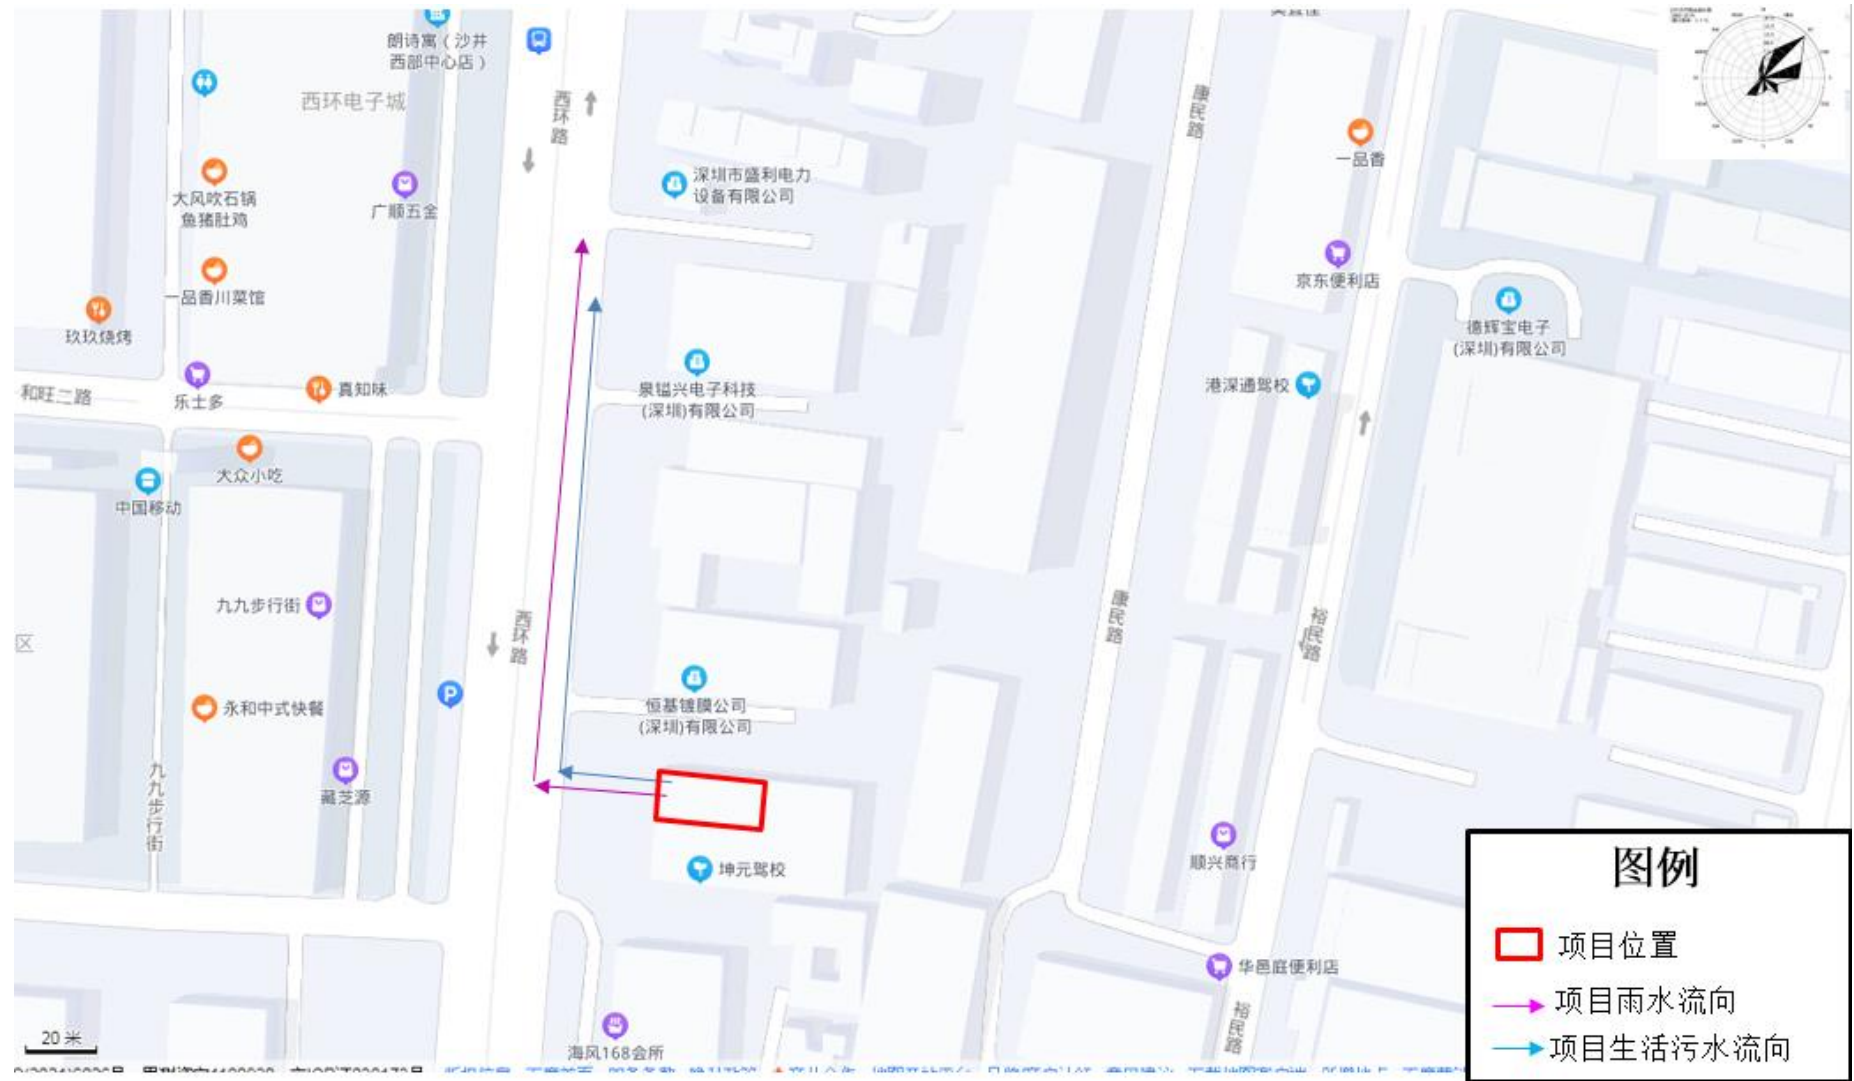 朗诗寓（沙井
西部中心店）
西环电子城
西环路
康民路
大风吹石锅
鱼猪肚鸡
广顺五金
深圳市盛利电力
设备有限公司
一品香
一品香川菜馆
京东便利店
玖玖烧烤
德辉宝电子
(深圳)有限公司
和旺二路
乐士多
真知味
泉镒兴电子科技
(深圳)有限公司
港深通驾校
大众小吃
中国移动
九九步行街
西环路
康民路
裕民路
区
永和中式快餐
恒基镀膜公司
(深圳)有限公司
藏芝源
九九步行街
坤元驾校
顺兴商行
华邑庭便利店
裕民路
海风168会所
20 米
图例
项目位置
项目雨水流向
项目生活污水流向